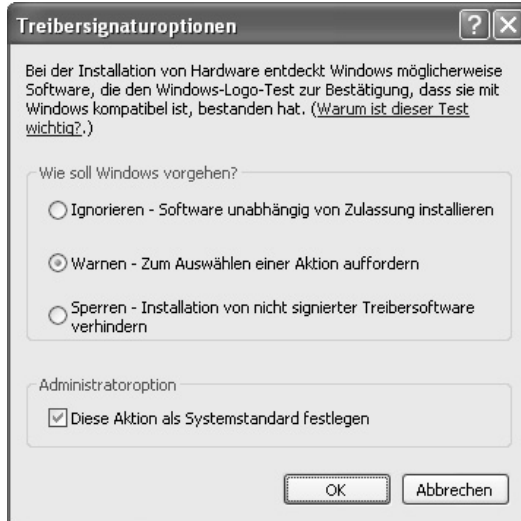 Treibersignaturoptionen
Bei der Installation von Hardware entdeckt Windows möglicherweise
Software, die den Windows-Logo-Test zur Bestätigung, dass sie mit
Windows kompatibel ist, bestanden hat. (Warum ist dieser Test
wichtig?.)
Wie soll Windows vorgehen?
Ignorieren - Software unabhängig von Zulassung installieren
Warnen - Zum Auswählen einer Aktion auffordern
Sperren - Installation von nicht signierter Treibersoftware
verhindern
Administratoroption
Diese Aktion als Systemstandard festlegen
OK Abbrechen